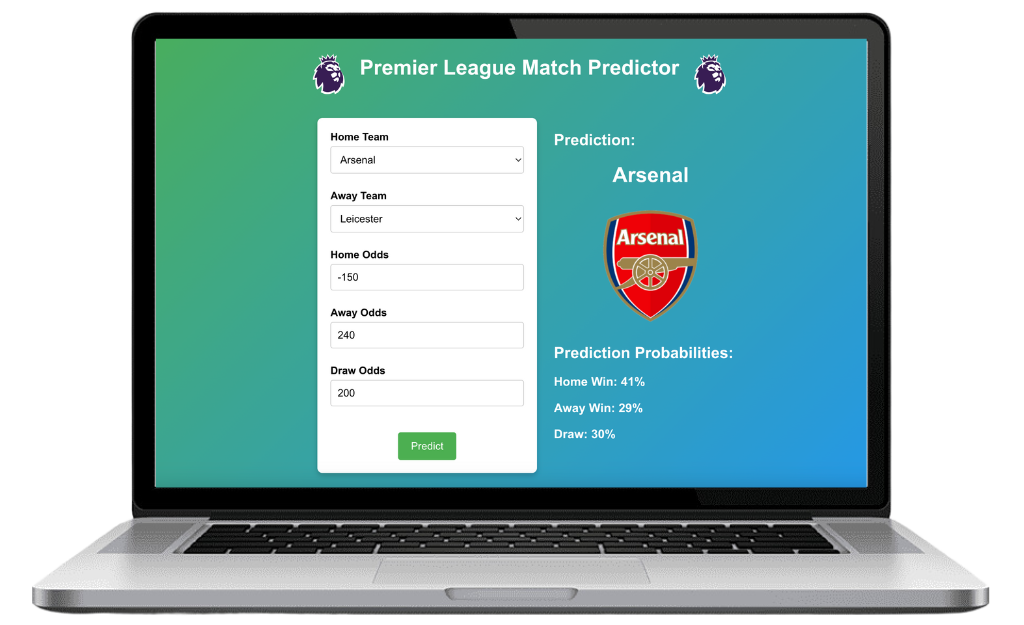 Premier League Match Predictor
Home Team
Arsenal
Away Team
Leicester
Home Odds
-150
Away Odds
240
Draw Odds
200
Predict
Prediction:
Arsenal
Arsenal
Prediction Probabilities:
Home Win: 41%
Away Win: 29%
Draw: 30%